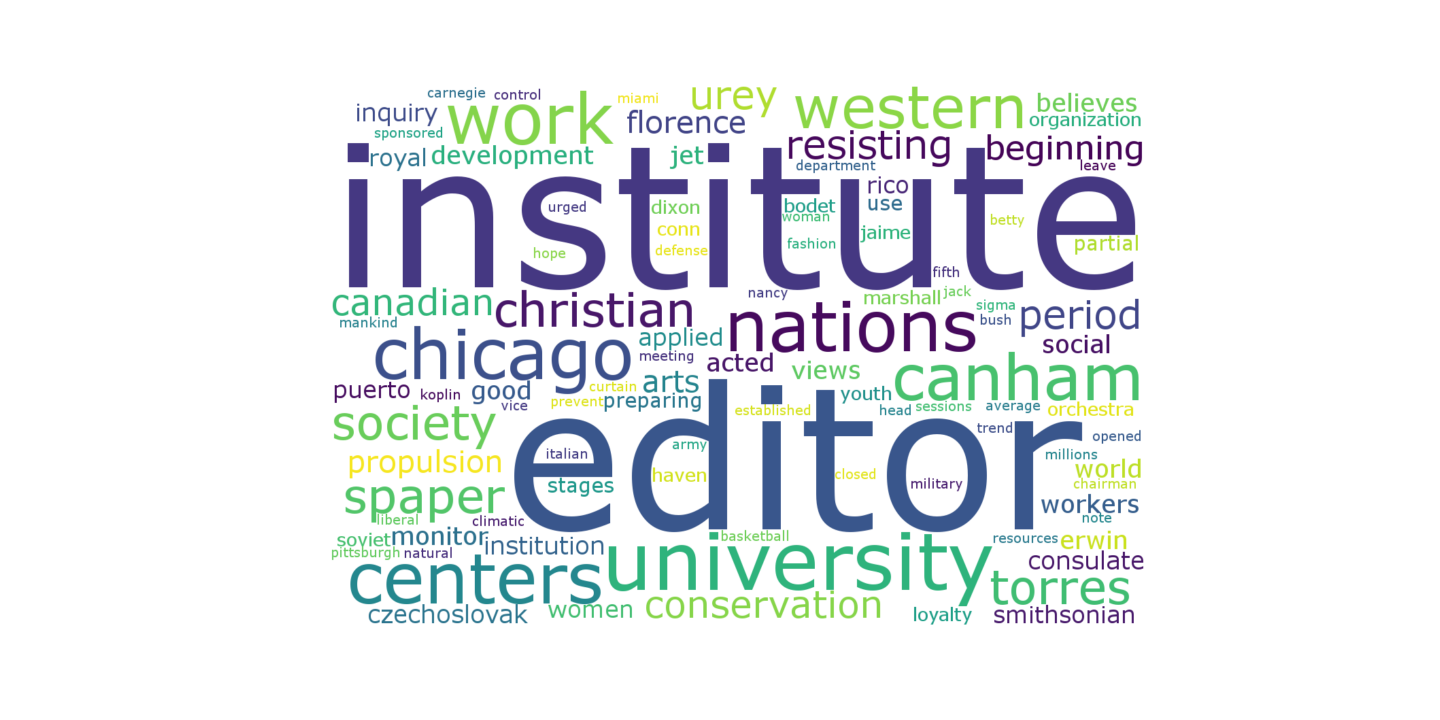 carnegie control miami urey western believes
inquiry work florence organization
sponsored resisting beginning
royal development jet department leave
institute
rico
urged dixon bodet use
woman betty
conn jaime
hope defense fashion partial
fifth
canadian christian nancy marshall jack
sigma
mankind nations bush period
chicago applied social
meeting acted
arts views canham
puerto koplin good curtain youth
vice prevent preparing established head sessions average orchestra
society editor trend opened
army
italian millions
propulsion haven closed world
spaper stages military chairman
workers
liberal climatic note
soviet monitor basketball resources erwin
pittsburgh natural institution university consulate
centers torres
czechoslovak women conservation loyalty smithsonian